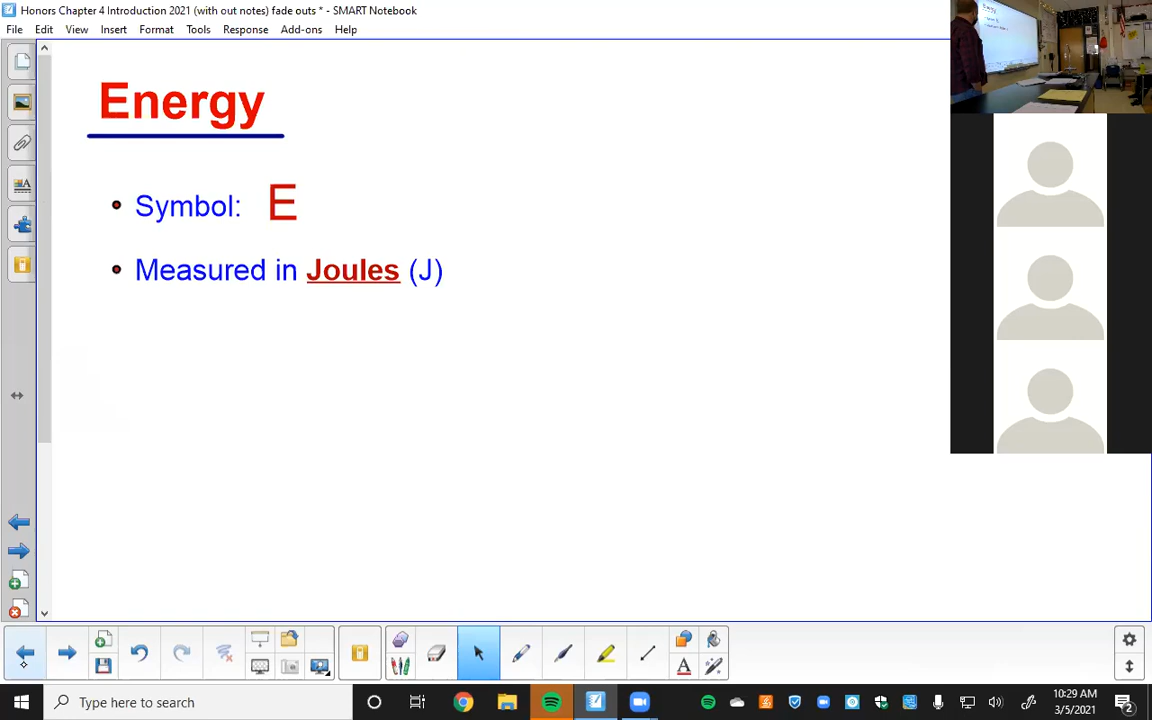 Honors Chapter 4 Introduction 2021 (with out notes) fade outs * - SMART Notebook
File Edit View Insert Format Tools Response Add-ons Help
Energy
• Symbol: E
• Measured in Joules (J)
Type here to search
10:29 AM
3/5/2021
2